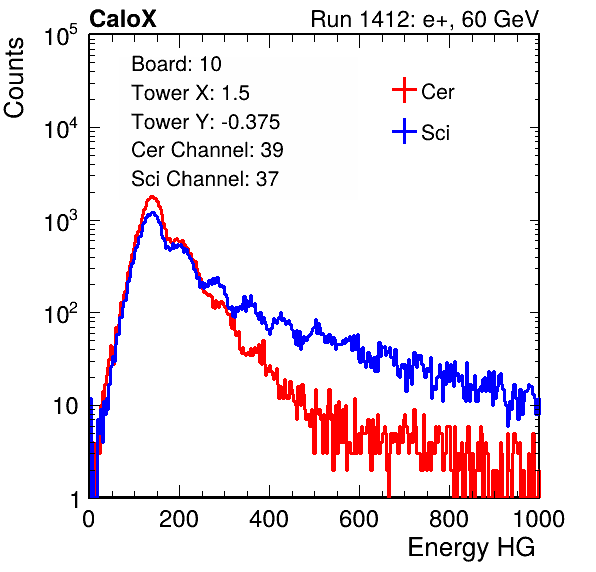 CaloX Run 1412: e+, 60 GeV
Counts
Board: 10
Tower X: 1.5
Tower Y: -0.375
Cer Channel: 39
Sci Channel: 37
Cer
Sci
10^5
10^4
10^3
10^2
10
1
0 200 400 600 800 1000
Energy HG